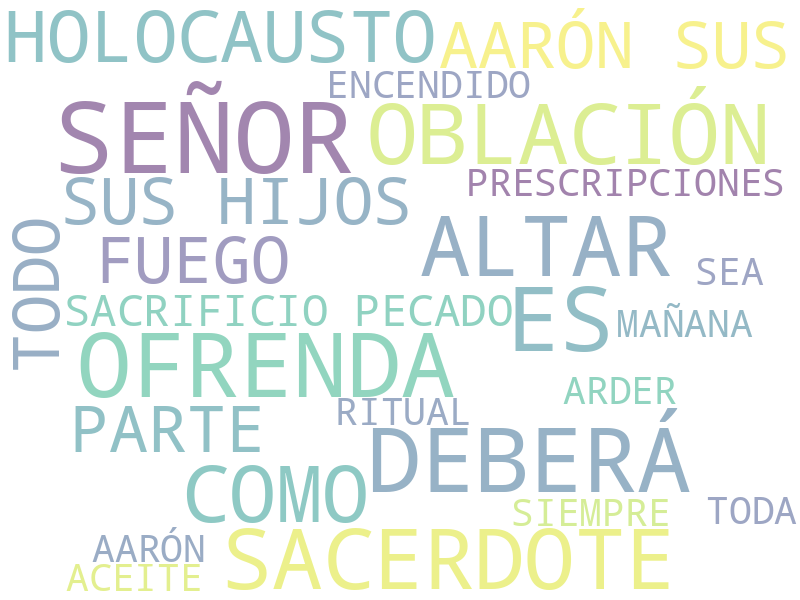 HOLOCAUSTO
AARÓN SUS
ENCENDIDO
SEÑOR
OBLACIÓN
PRESCRIPCIONES
SUS HIJOS
ALTAR
TODO
FUEGO
SEA
SACRIFICIO PECADO
ES
MAÑANA
OFRENDA
ARDER
PARTE
RITUAL
DEBERÁ
COMO
SIEMPRE
TODA
AARÓN
SACERDOTE
ACEITE